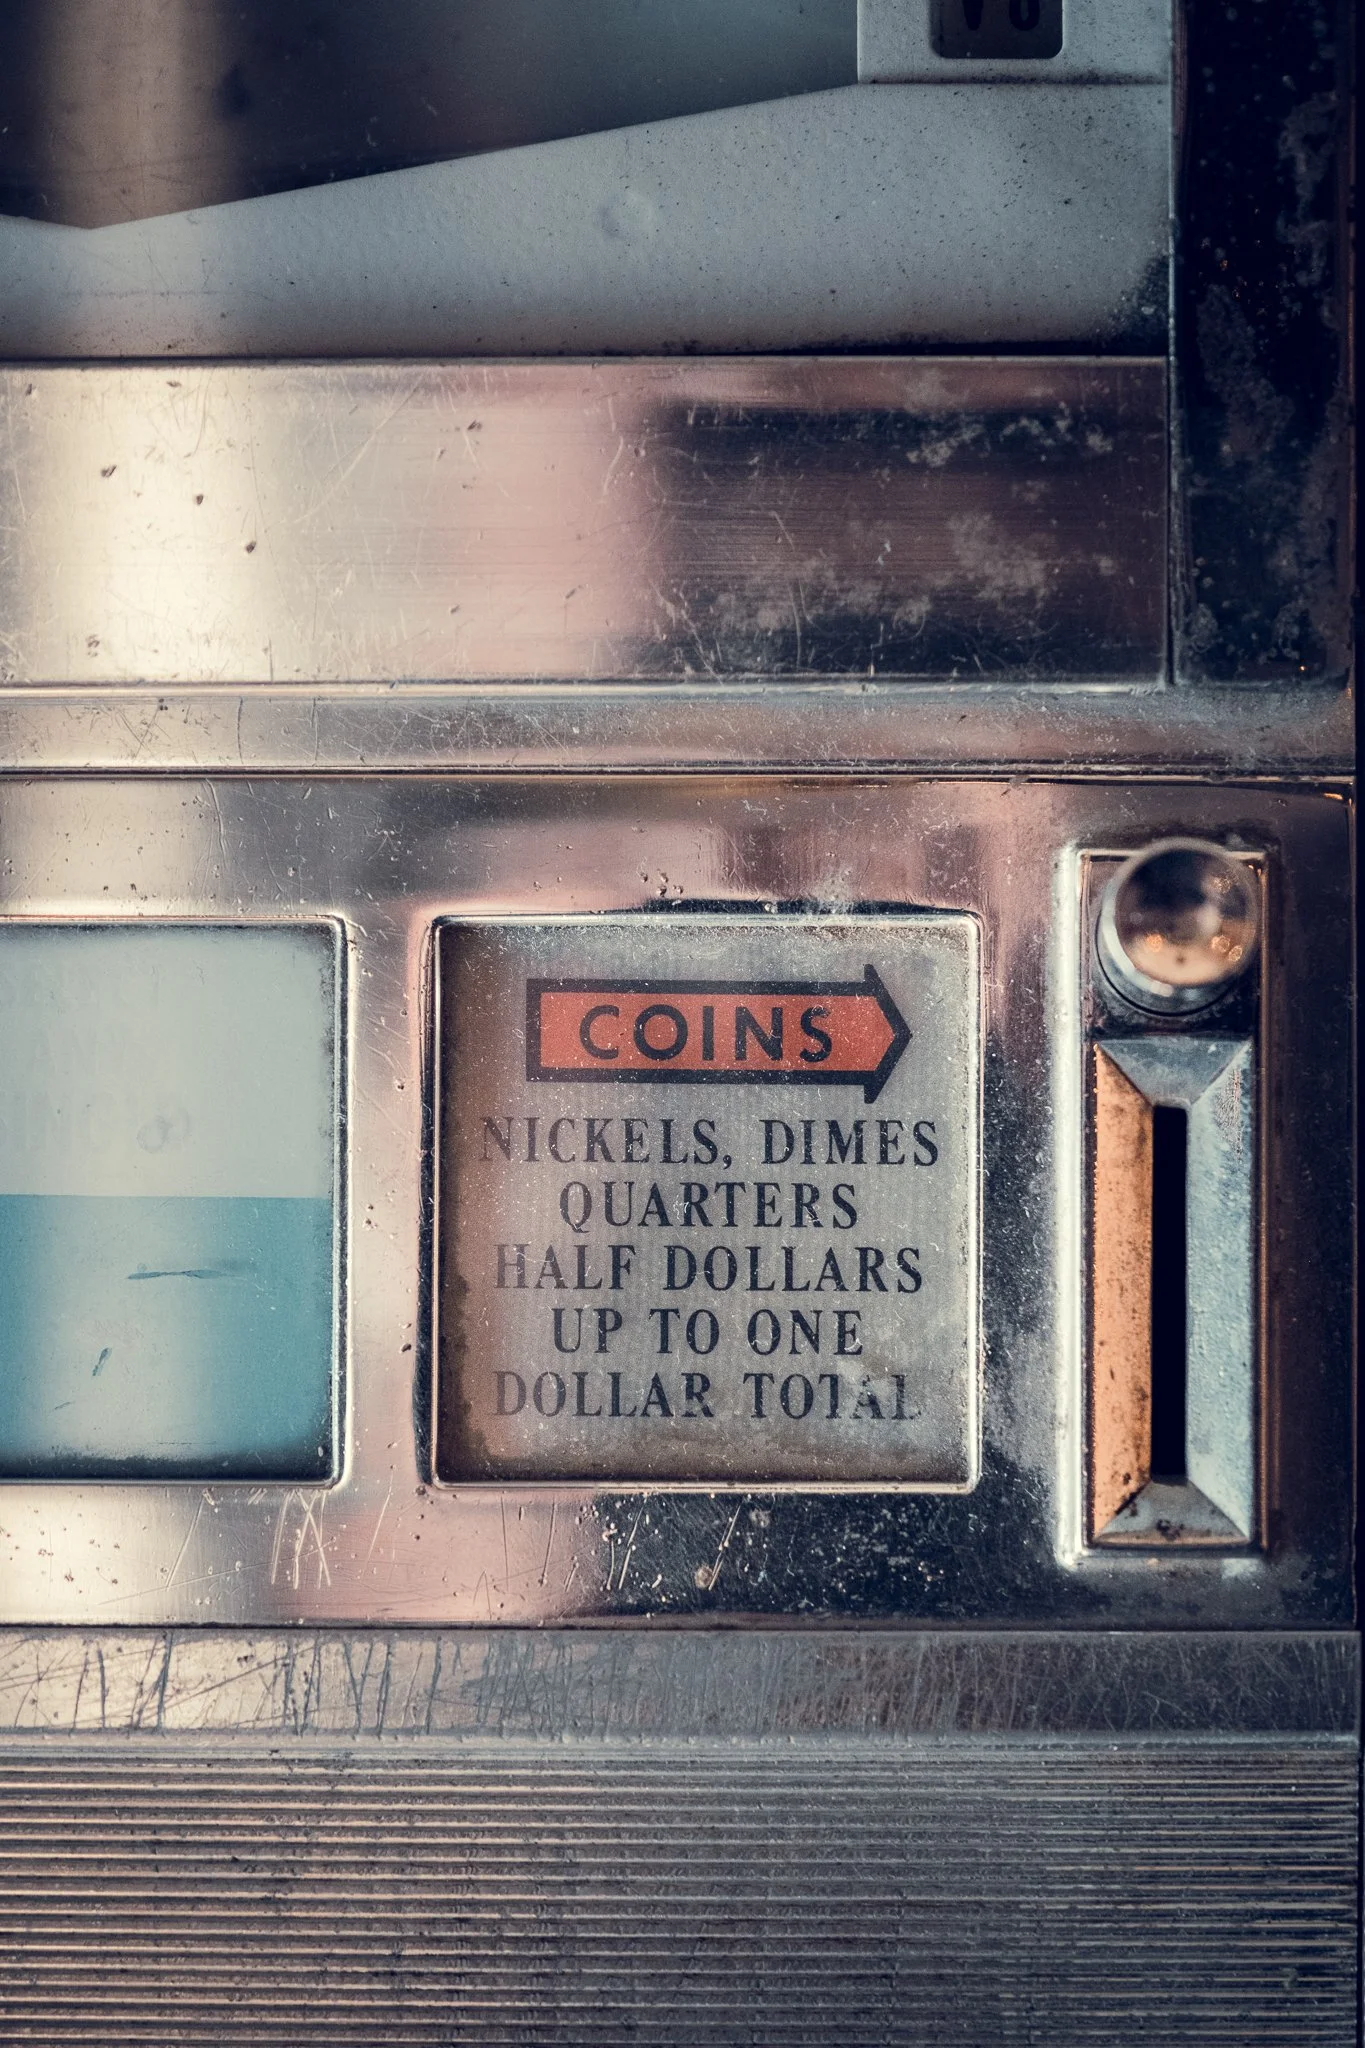 COINS
NICKELS, DIMES
QUARTERS
HALF DOLLARS
UP TO ONE
DOLLAR TOTAL